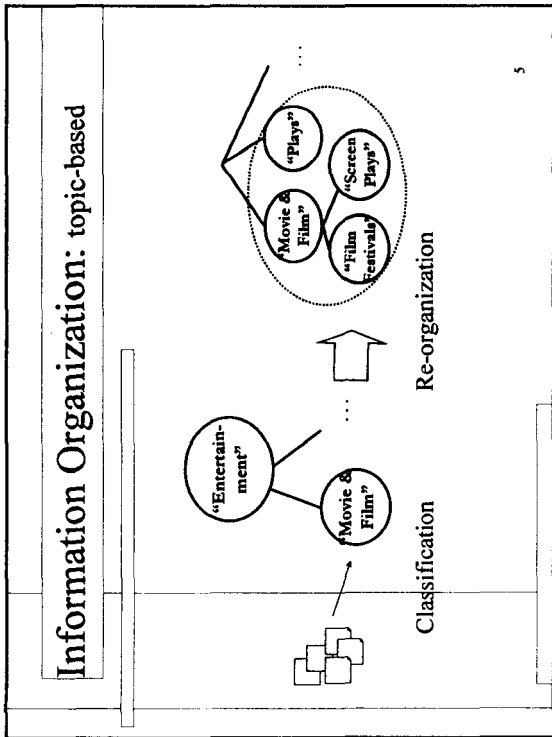 Information Organization: topic-based
“Entertain-
ment”
“Movie &
Film”
...
“Movie &
Film”
“Plays”
“Film
Festivals”
“Screen
Plays”
...
Classification
Re-organization
5